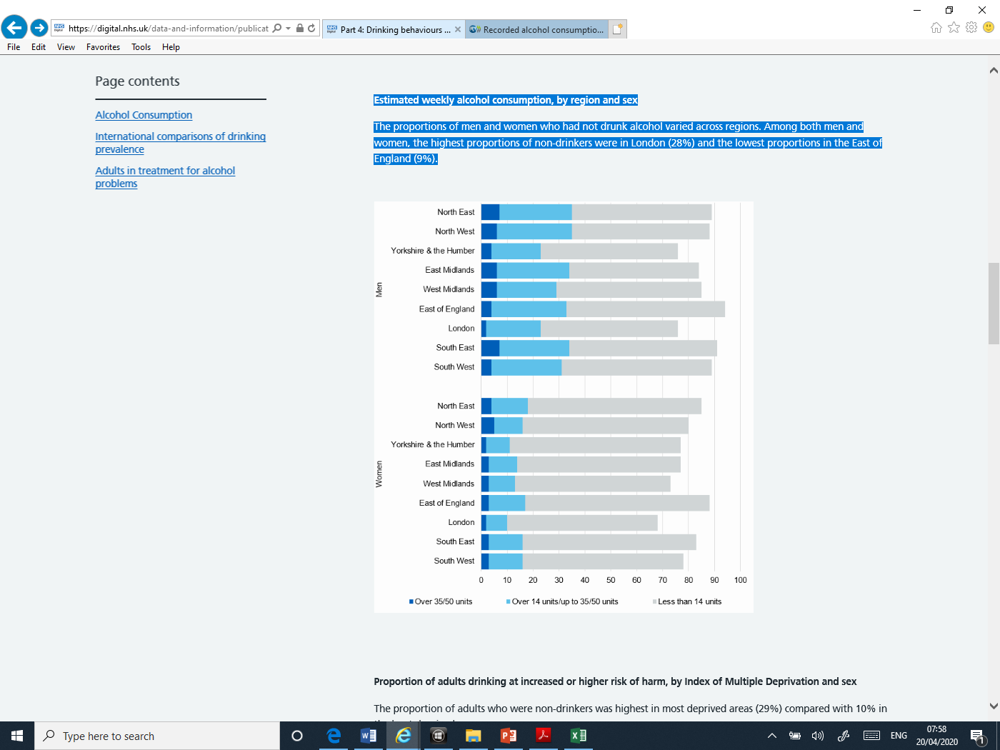 https://digital.nhs.uk/data-and-information/publicat
Part 4: Drinking behaviours ...
Recorded alcohol consumptio...
File Edit View Favorites Tools Help
Page contents
Alcohol Consumption
International comparisons of drinking
prevalence
Adults in treatment for alcohol
problems
Estimated weekly alcohol consumption, by region and sex
The proportions of men and women who had not drunk alcohol varied across regions. Among both men and
women, the highest proportions of non-drinkers were in London (28%) and the lowest proportions in the East of
England (9%).
Men
North East
North West
Yorkshire & the Humber
East Midlands
West Midlands
East of England
London
South East
South West
Women
North East
North West
Yorkshire & the Humber
East Midlands
West Midlands
East of England
London
South East
South West
0 10 20 30 40 50 60 70 80 90 100
Over 35/50 units Over 14 units/up to 35/50 units Less than 14 units
Proportion of adults drinking at increased or higher risk of harm, by Index of Multiple Deprivation and sex
The proportion of adults who were non-drinkers was highest in most deprived areas (29%) compared with 10% in
Type here to search
ENG
07:58
20/04/2020
1